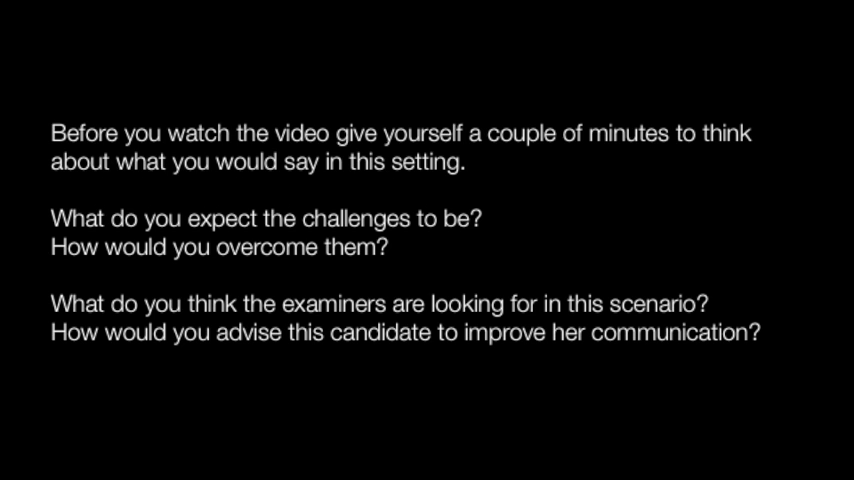 Before you watch the video give yourself a couple of minutes to think
about what you would say in this setting.
What do you expect the challenges to be?
How would you overcome them?
What do you think the examiners are looking for in this scenario?
How would you advise this candidate to improve her communication?